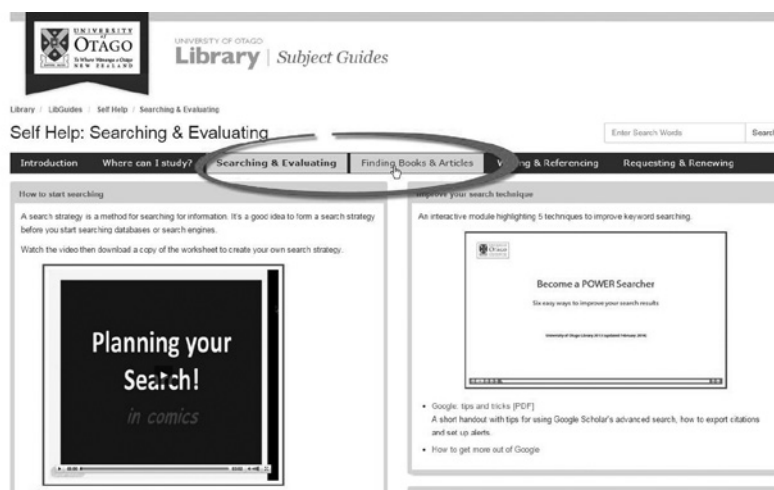 UNIVERSITY
of
OTAGO
Te Whare Wānanga o Otāgo
NEW ZEALAND
UNIVERSITY OF OTAGO
Library | Subject Guides
Library / LibGuides / Self Help / Searching & Evaluating
Self Help: Searching & Evaluating
Enter Search Words
Search
Introduction Where can I study? Searching & Evaluating Finding Books & Articles & Referencing Requesting & Renewing
How to start searching
A search strategy is a method for searching for information. It's a good idea to form a search strategy
before you start searching databases or search engines.
Watch the video then download a copy of the worksheet to create your own search strategy.
Planning your
Search!
in comics
Improve your search technique
An interactive module highlighting 5 techniques to improve keyword searching.
OTAGO
Become a POWER Searcher
Six easy ways to improve your search results
• Google: tips and tricks [PDF]
A short handout with tips for using Google Scholar's advanced search, how to export citations
and set up alerts.
• How to get more out of Google